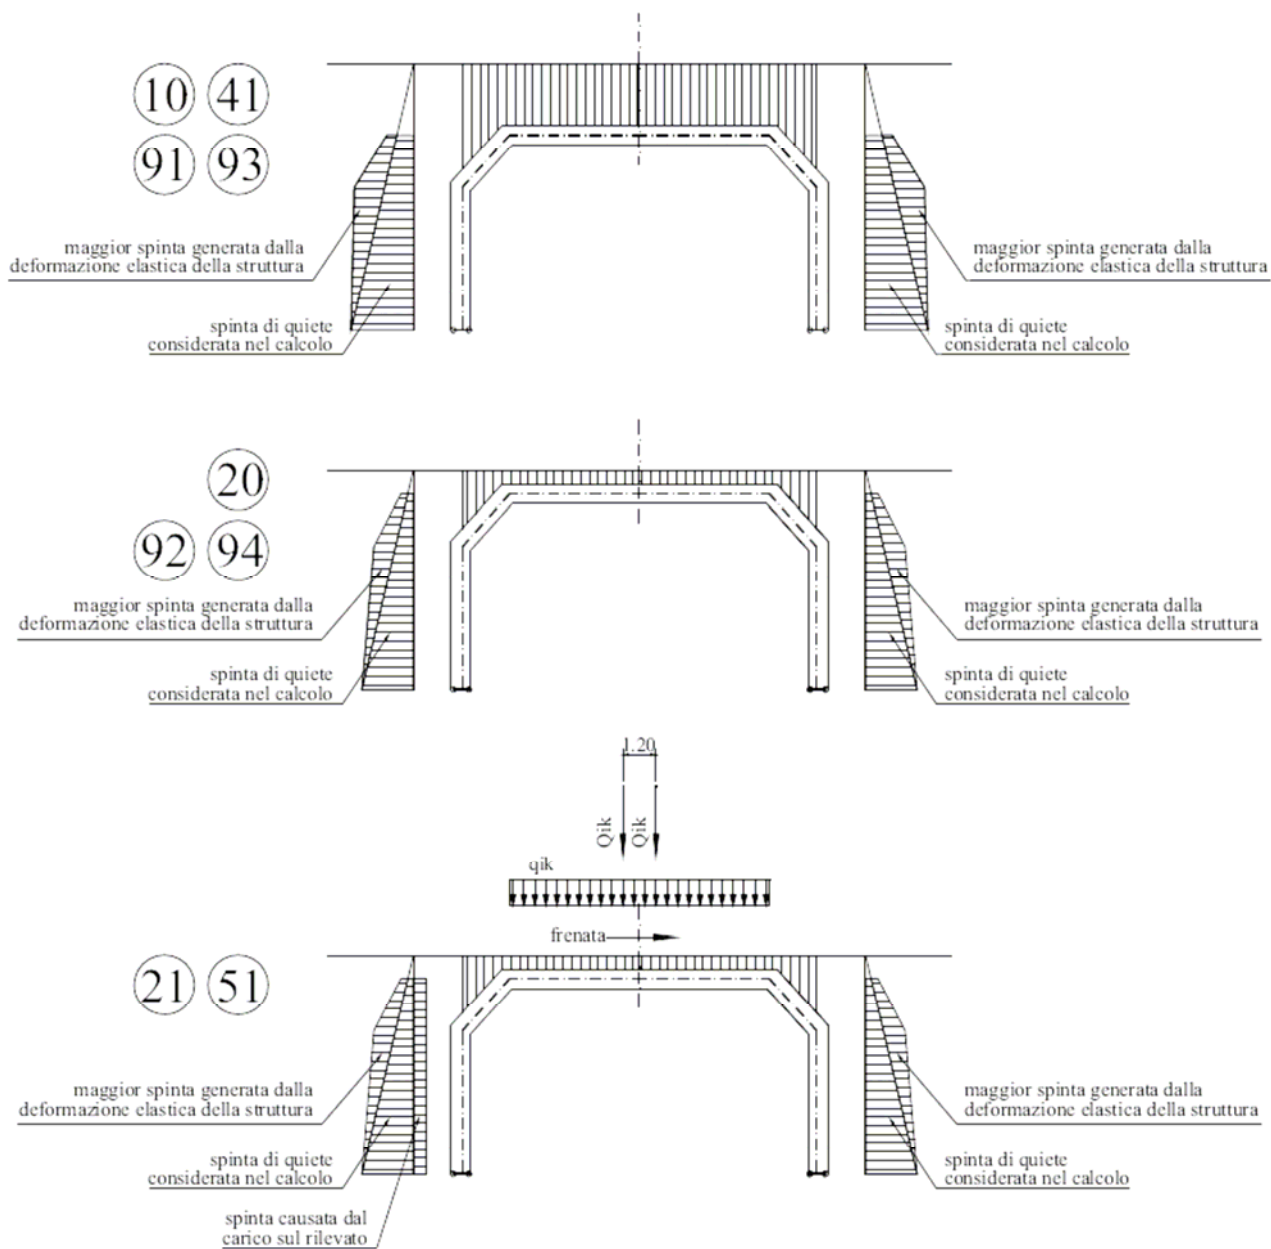 10 41
91 93
maggior spinta generata dalla
deformazione elastica della struttura
spinta di quiete
considerata nel calcolo
maggior spinta generata dalla
deformazione elastica della struttura
spinta di quiete
considerata nel calcolo
20
92 94
maggior spinta generata dalla
deformazione elastica della struttura
spinta di quiete
considerata nel calcolo
maggior spinta generata dalla
deformazione elastica della struttura
spinta di quiete
considerata nel calcolo
1.20
Qik Qik
qik
frenata
21 51
maggior spinta generata dalla
deformazione elastica della struttura
spinta di quiete
considerata nel calcolo
spinta causata dal
carico sul rilevato
maggior spinta generata dalla
deformazione elastica della struttura
spinta di quiete
considerata nel calcolo